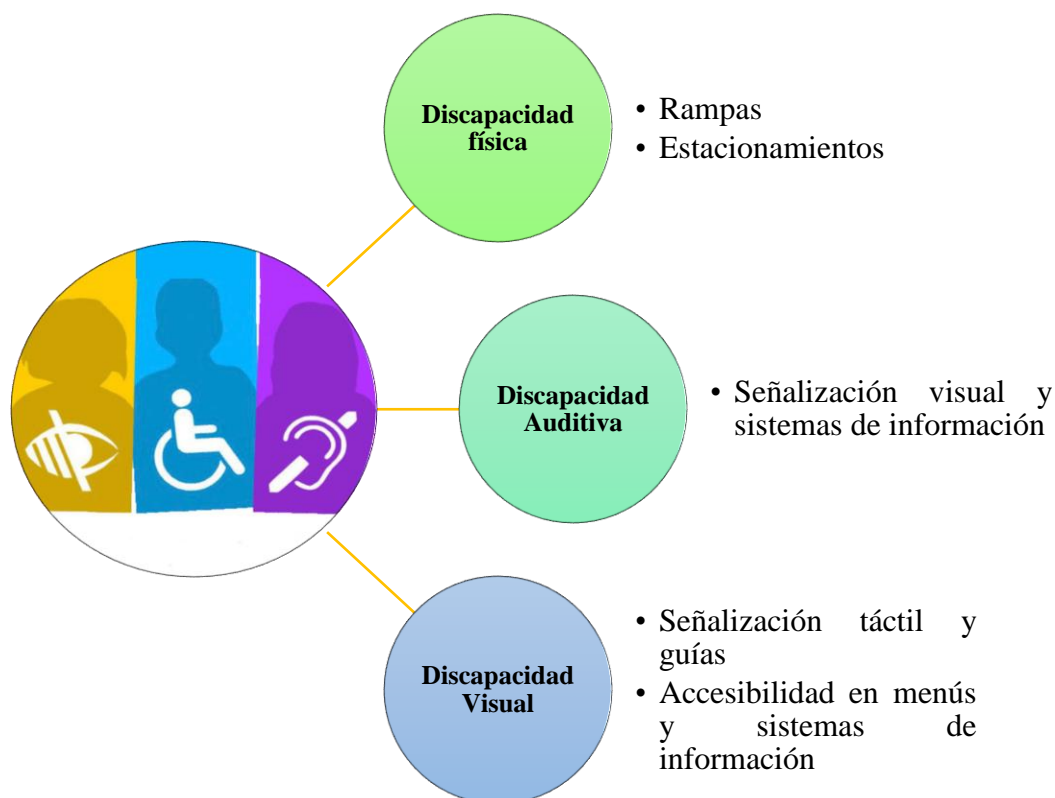 Discapacidad
física
• Rampas
• Estacionamientos
Discapacidad
Auditiva
• Señalización visual y
sistemas de información
Discapacidad
Visual
• Señalización táctil y
guías
• Accesibilidad en menús
y sistemas de
información